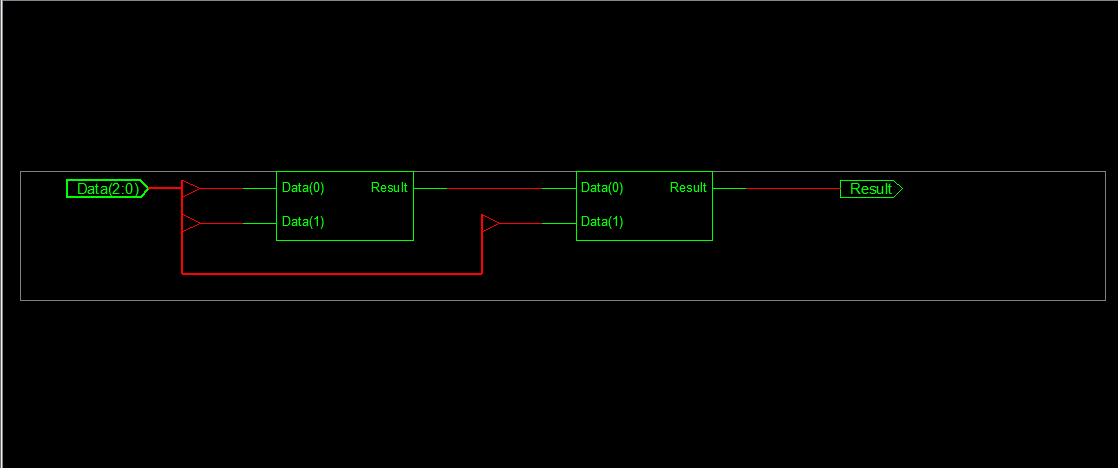 Data(2:0)
Data(0)
Result
Data(0)
Result
Result
Data(1)
Data(1)